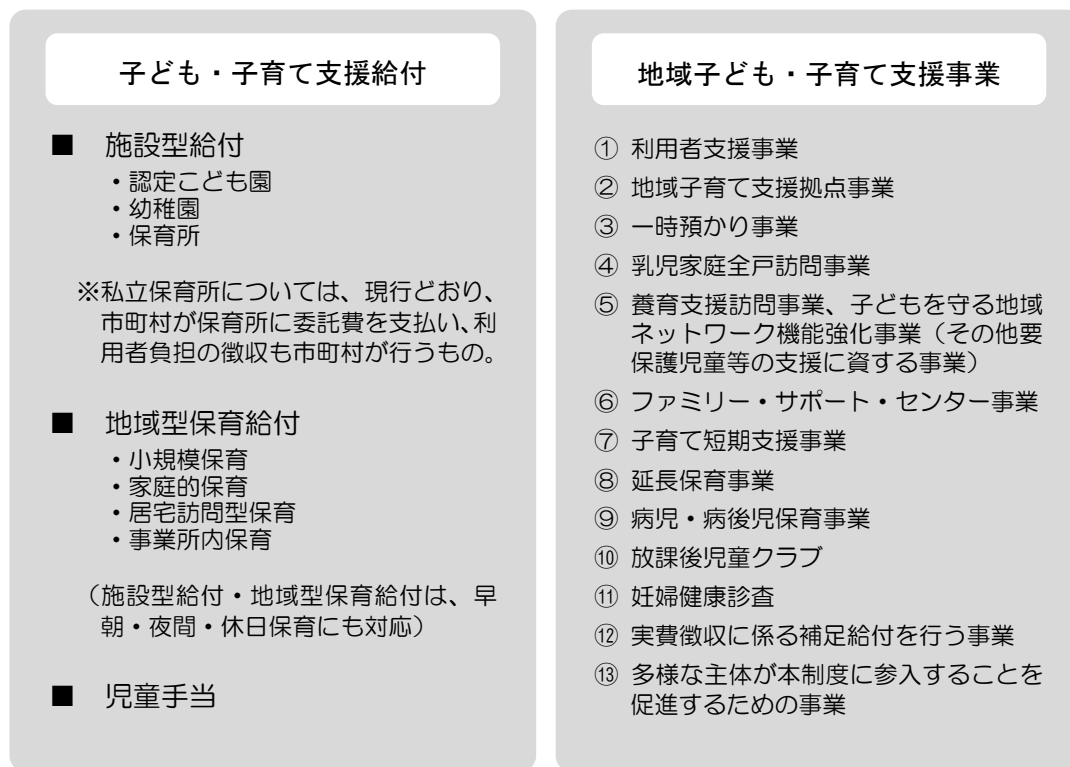 子ども・子育て支援給付
■ 施設型給付
・認定こども園
・幼稚園
・保育所
※私立保育所については、現行どおり、
市町村が保育所に委託費を支払い、利
用者負担の徴収も市町村が行うもの。
■ 地域型保育給付
・小規模保育
・家庭的保育
・居宅訪問型保育
・事業所内保育
（施設型給付・地域型保育給付は、早
朝・夜間・休日保育にも対応）
■ 児童手当
地域子ども・子育て支援事業
① 利用者支援事業
② 地域子育て支援拠点事業
③ 一時預かり事業
④ 乳児家庭全戸訪問事業
⑤ 養育支援訪問事業、子どもを守る地域
ネットワーク機能強化事業（その他要
保護児童等の支援に資する事業）
⑥ ファミリー・サポート・センター事業
⑦ 子育て短期支援事業
⑧ 延長保育事業
⑨ 病児・病後児保育事業
⑩ 放課後児童クラブ
⑪ 妊婦健康診査
⑫ 実費徴収に係る補足給付を行う事業
⑬ 多様な主体が本制度に参入することを
促進するための事業